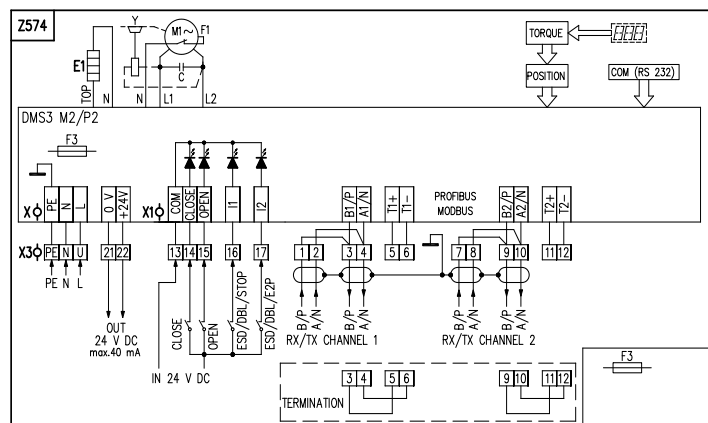 Z574
Y
M1~
F1
E1
TOP
N
N
L1
L2
C
TORQUE
POSITION
COM (RS 232)
DMS3 M2/P2
F3
X
PE
N
L
0 V
+24V
X1
COM
CLOSE
OPEN
I1
I2
B1/P
A1/N
T1+
T1-
PROFIBUS
MODBUS
B2/P
A2/N
T2+
T2-
X3
PE
N
U
21
22
13
14
15
16
17
1
2
3
4
5
6
7
8
9
10
11
12
PE N L
OUT
24 V DC
max.40 mA
CLOSE
OPEN
ESD/DBL/STOP
ESD/DBL/E2P
IN 24 V DC
B/P
A/N
B/P
A/N
B/P
A/N
B/P
A/N
RX/TX CHANNEL 1
RX/TX CHANNEL 2
TERMINATION
3 4 5 6
9 10 11 12
F3